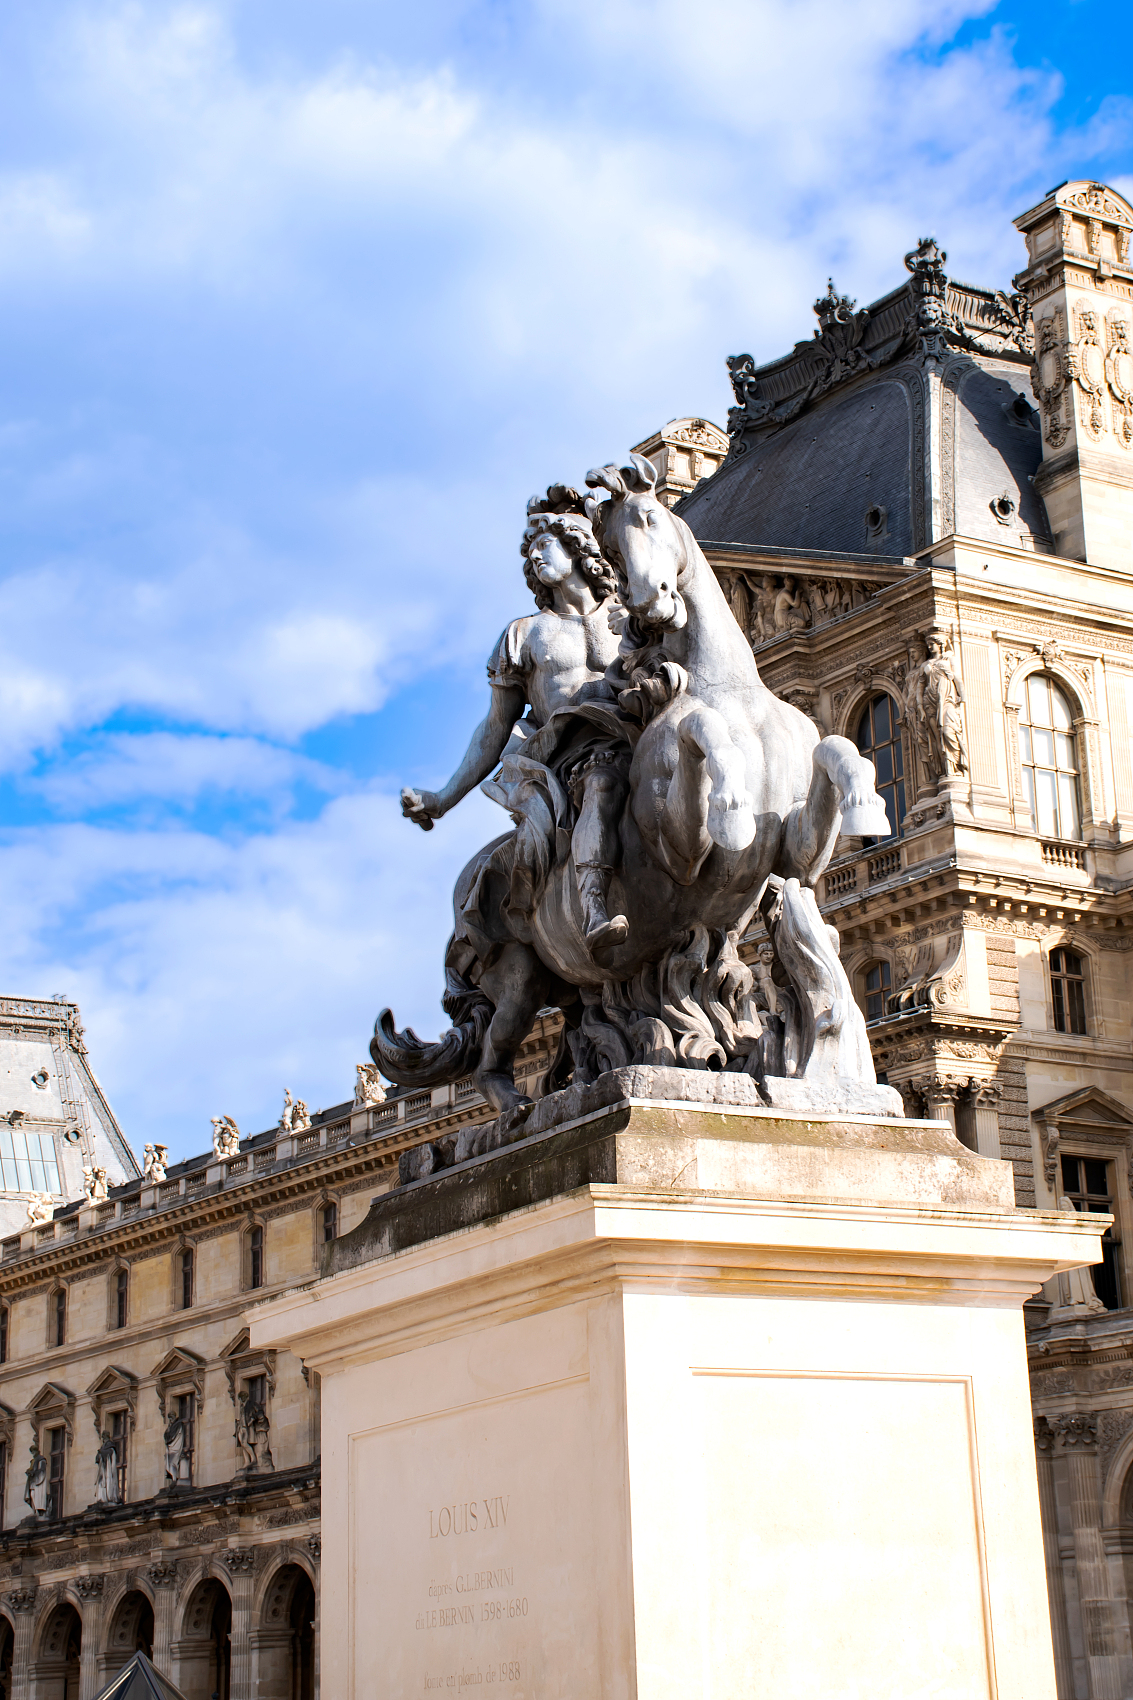 LOUIS XIV
d'après G.L.BERNINI
dit LE BERNIN 1598-1680
fonte en plomb de 1988